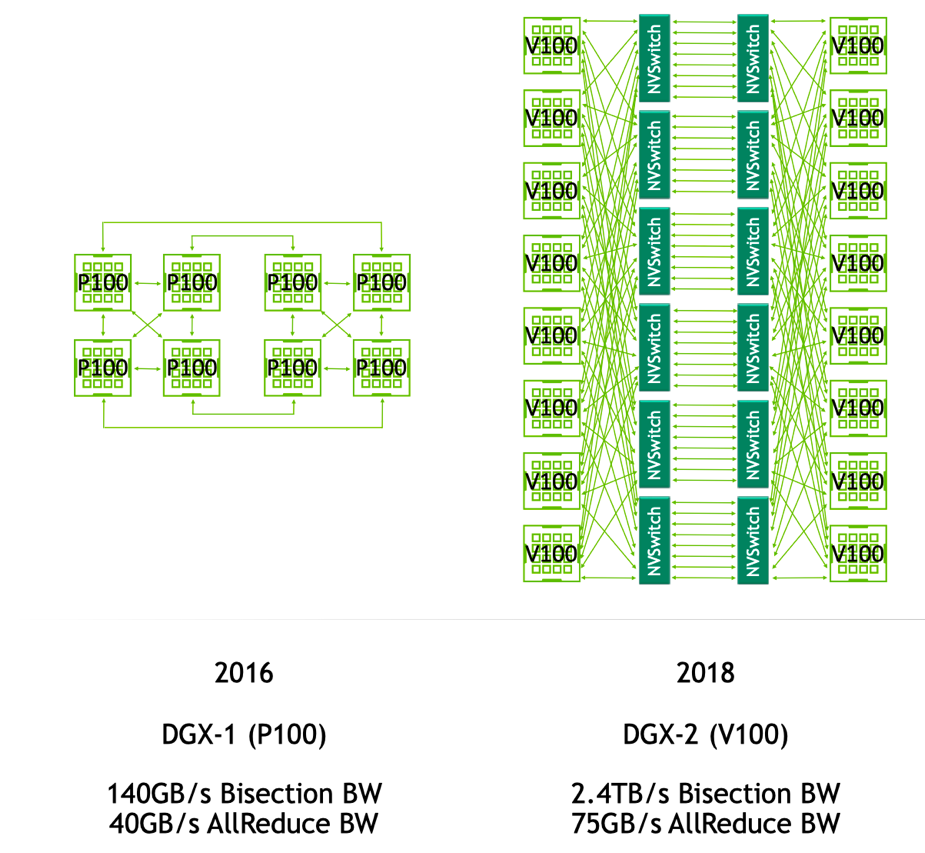 P100 P100 P100 P100
P100 P100 P100 P100
2016
DGX-1 (P100)
140GB/s Bisection BW
40GB/s AllReduce BW
V100 NVSwitch NVSwitch V100
V100 NVSwitch NVSwitch V100
V100 NVSwitch NVSwitch V100
V100 V100
V100 NVSwitch NVSwitch V100
V100 NVSwitch NVSwitch V100
V100 V100
V100 NVSwitch NVSwitch V100
2018
DGX-2 (V100)
2.4TB/s Bisection BW
75GB/s AllReduce BW